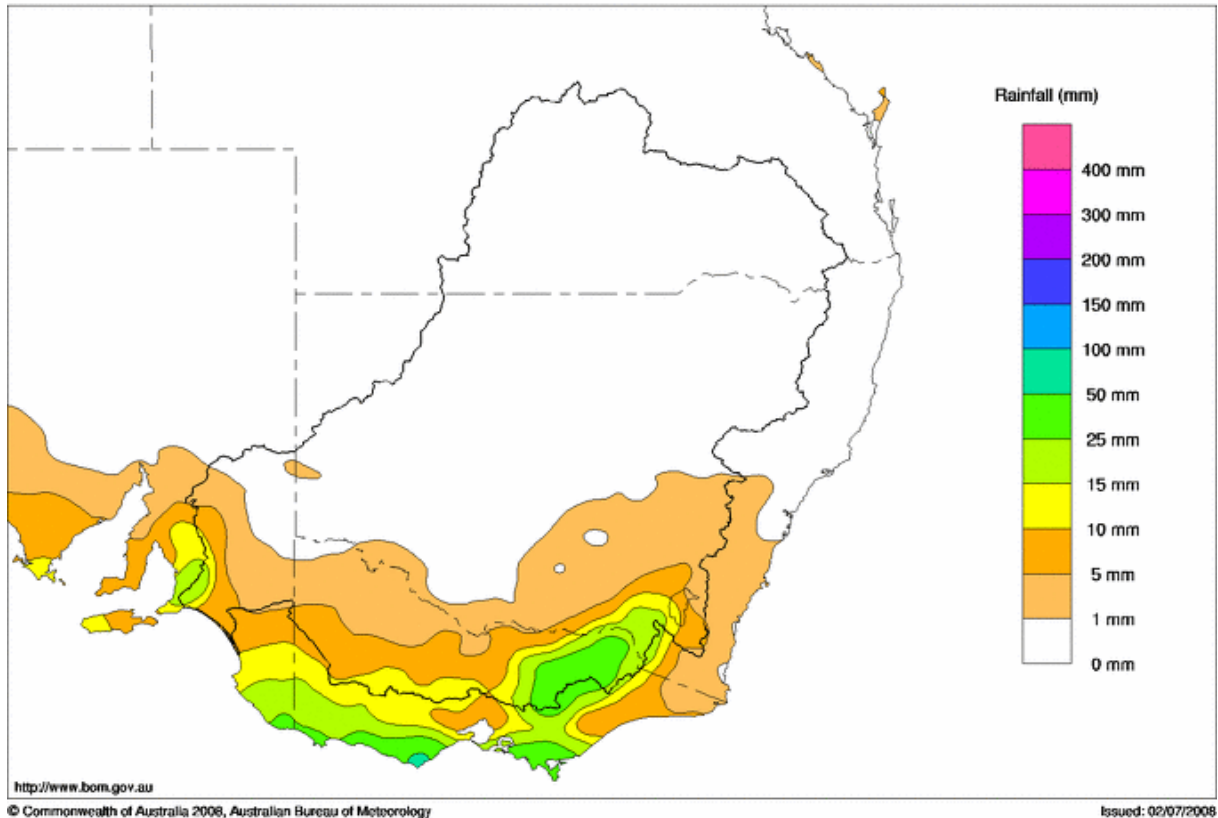 Rainfall (mm)
400 mm
300 mm
200 mm
150 mm
100 mm
50 mm
25 mm
15 mm
10 mm
5 mm
1 mm
0 mm
http://www.bom.gov.au
© Commonwealth of Australia 2008, Australian Bureau of Meteorology
Issued: 02/07/2008